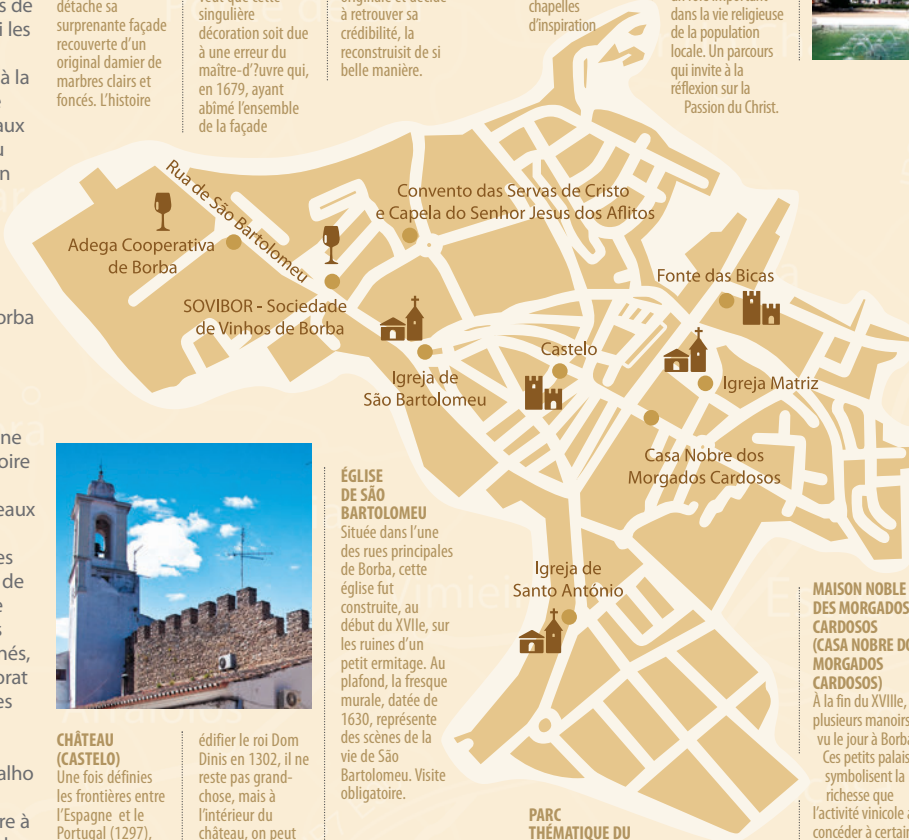 détache sa
surprenante façade
recouverte d'un
original damier de
marbres clairs et
foncés. L'histoire
singulière
décoration soit due
à une erreur du
maître-d'?uvre qui,
en 1679, ayant
abîmé l'ensemble
de la façade
à retrouver sa
crédibilité, la
reconstruisit de si
belle manière.
chapelles
d'inspiration
dans la vie religieuse
de la population
locale. Un parcours
qui invite à la
réflexion sur la
Passion du Christ.
Rua de São Bartolomeu
Adega Cooperativa
de Borba
Convento das Servas de Cristo
e Capela do Senhor Jesus dos Aflitos
SOVIBOR - Sociedade
de Vinhos de Borba
Fonte das Bicas
Igreja de
São Bartolomeu
Castelo
Igreja Matriz
Casa Nobre dos
Morgados Cardosos
Igreja de
Santo António
CHÂTEAU
(CASTELO)
Une fois définies
les frontières entre
l'Espagne et le
Portugal (1297),
édifier le roi Dom
Dinis en 1302, il ne
reste pas grand-
chose, mais à
l'intérieur du
château, on peut
ÉGLISE
DE SÃO
BARTOLOMEU
Située dans l'une
des rues principales
de Borba, cette
église fut
construite, au
début du XVIIe, sur
les ruines d'un
petit ermitage. Au
plafond, la fresque
murale, datée de
1630, représente
des scènes de la
vie de São
Bartolomeu. Visite
obligatoire.
PARC
THÉMATIQUE DU
MAISON NOBLE
DES MORGADOS
CARDOSOS
(CASA NOBRE DOS
MORGADOS
CARDOSOS)
À la fin du XVIIIe,
plusieurs manoirs
vu le jour à Borba
Ces petits palais
symbolisent la
richesse que
l'activité vinicole a
concéder à certain